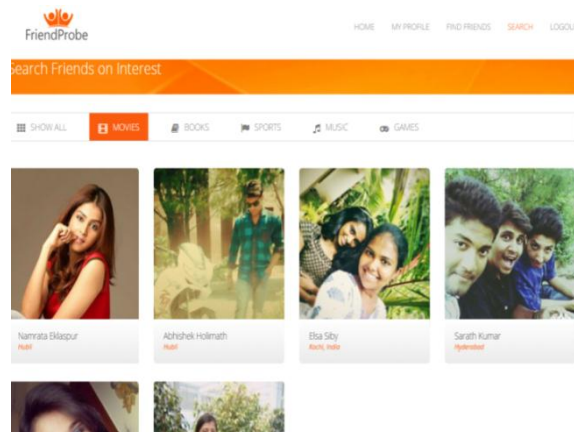 FriendProbe
HOME MY PROFILE FIND FRIENDS SEARCH LOGOU
Search Friends on Interest
SHOW ALL MOVIES BOOKS SPORTS MUSIC GAMES
Namrata Eklaspur Abhishek Holimath Elsa Siby Sarath Kumar
Hubli Hubli Kochi, India Hyderabad